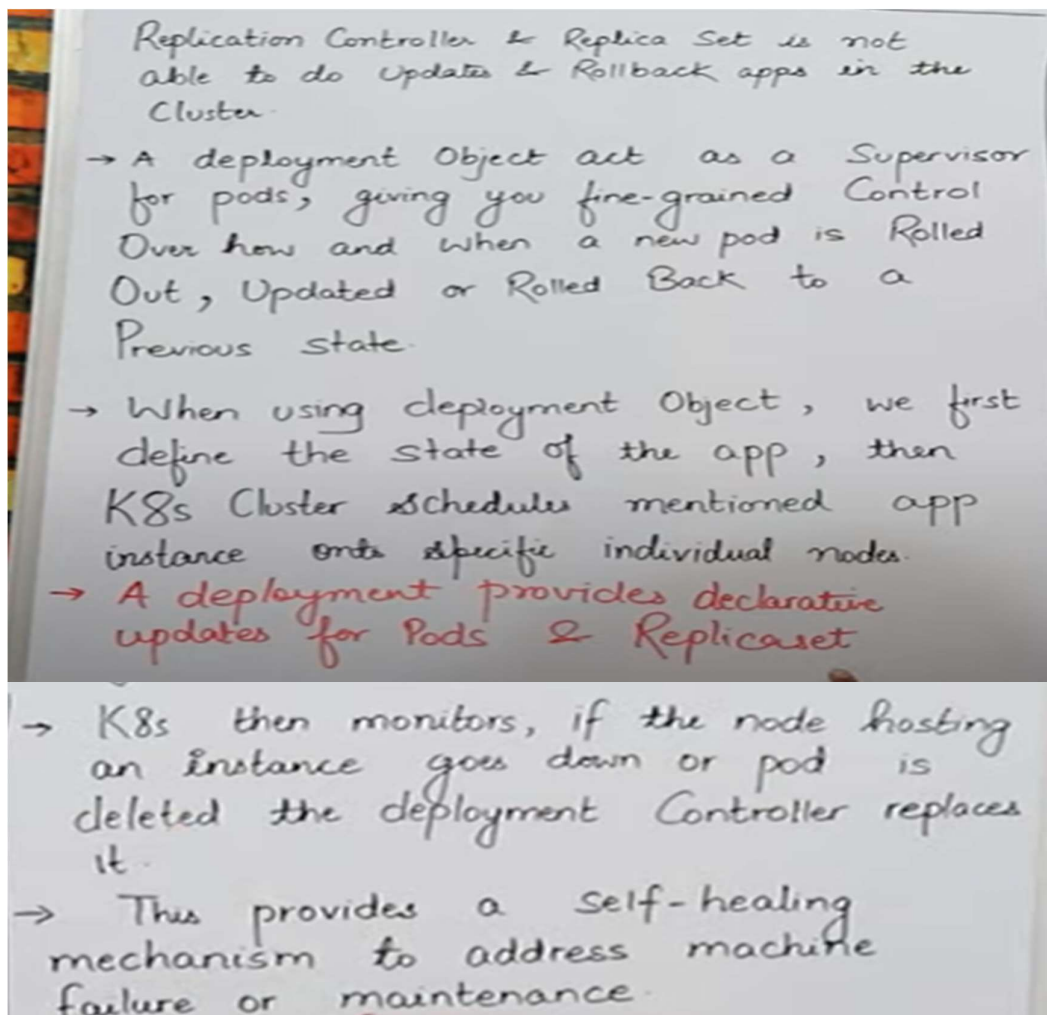 Replication Controller & Replica Set is not
able to do updates & Rollback apps in the
Cluster.
→ A deployment Object act as a Supervisor
for pods, giving you fine-grained Control
Over how and when a new pod is Rolled
Out, Updated or Rolled Back to a
Previous state.
→ When using deployment Object, we first
define the state of the app, then
K8s Cluster schedules mentioned app
instance onto specific individual nodes.
→ A deployment provides declarative
updates for Pods & Replicaset
→ K8s then monitors, if the node hosting
an instance goes down or pod is
deleted the deployment Controller replaces
it.
→ This provides a self-healing
mechanism to address machine
failure or maintenance.